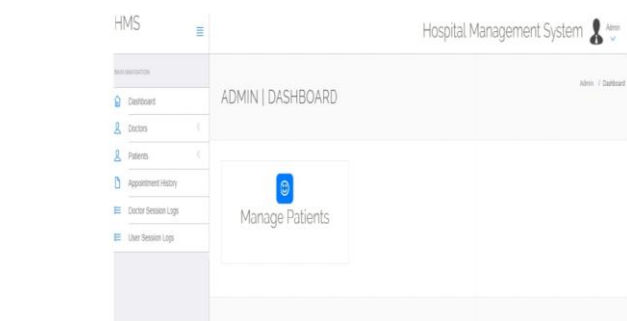 HMS
Hospital Management System
Admin
MAIN NAVIGATION
Dashboard
Doctors
Patients
Appointment History
Doctor Session Logs
User Session Logs
ADMIN | DASHBOARD
Admin / Dashboard
Manage Patients